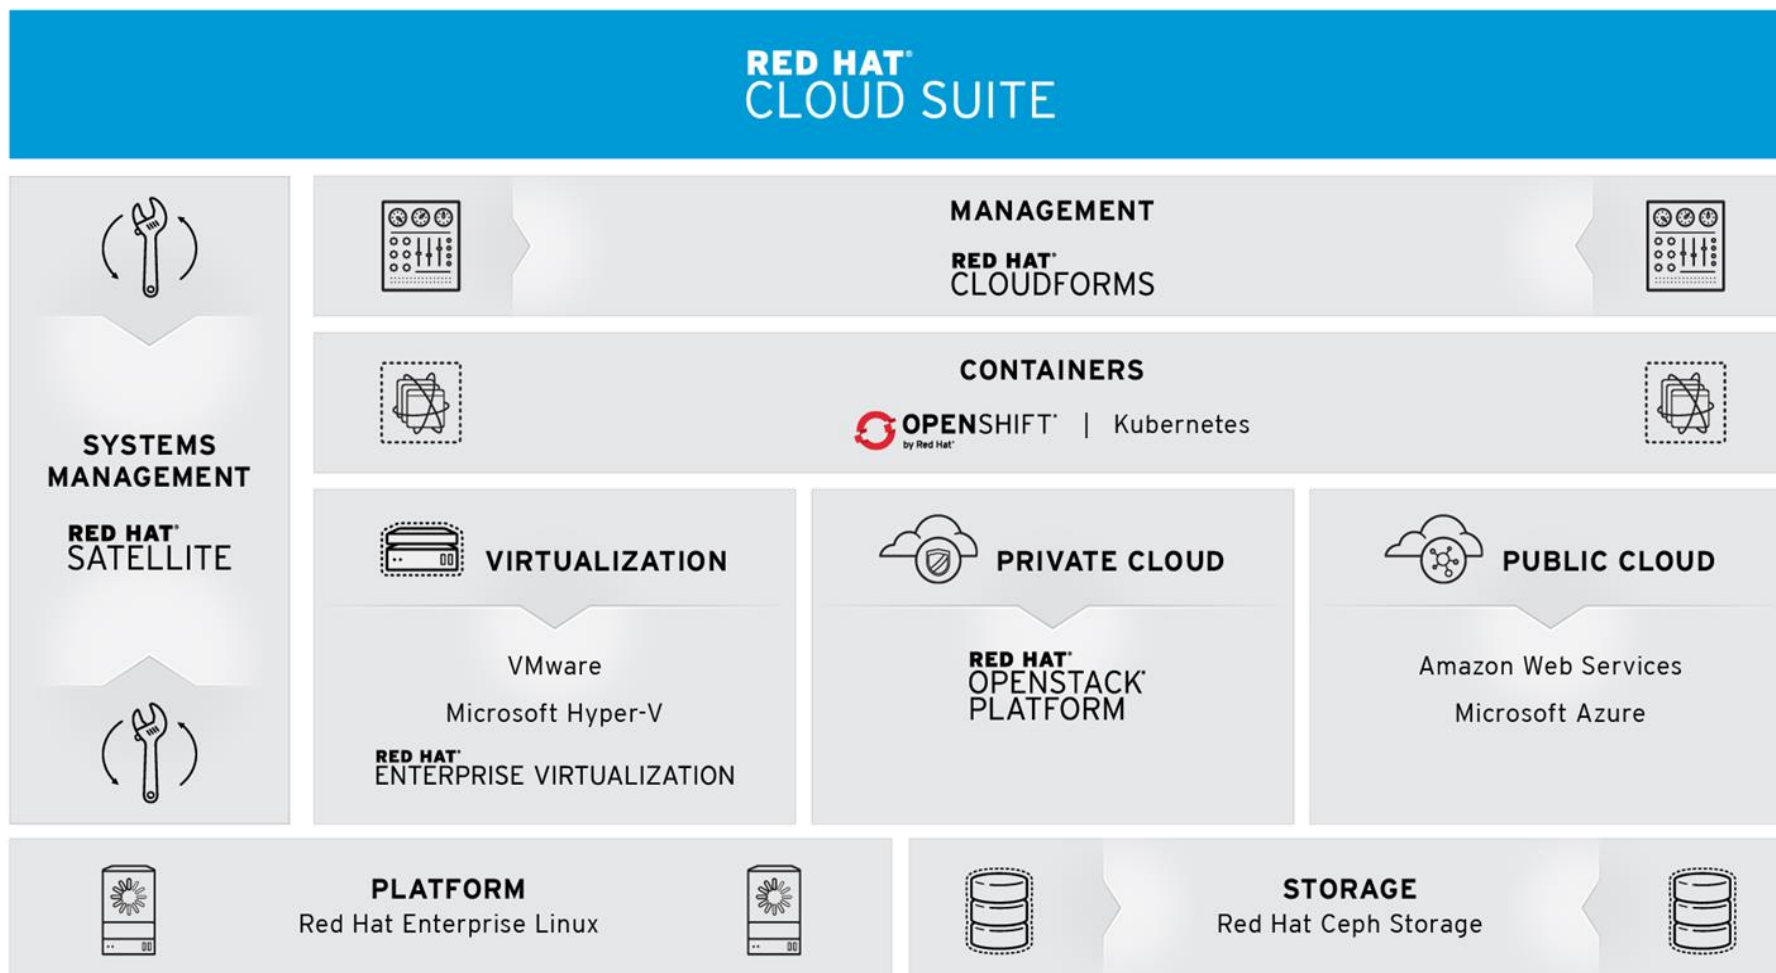 RED HAT®
CLOUD SUITE
SYSTEMS
MANAGEMENT
RED HAT®
SATELLITE
MANAGEMENT
RED HAT®
CLOUDFORMS
CONTAINERS
OPENSHIFT® | Kubernetes
by Red Hat®
VIRTUALIZATION
VMware
Microsoft Hyper-V
RED HAT®
ENTERPRISE VIRTUALIZATION
PRIVATE CLOUD
RED HAT®
OPENSTACK®
PLATFORM
PUBLIC CLOUD
Amazon Web Services
Microsoft Azure
PLATFORM
Red Hat Enterprise Linux
STORAGE
Red Hat Ceph Storage